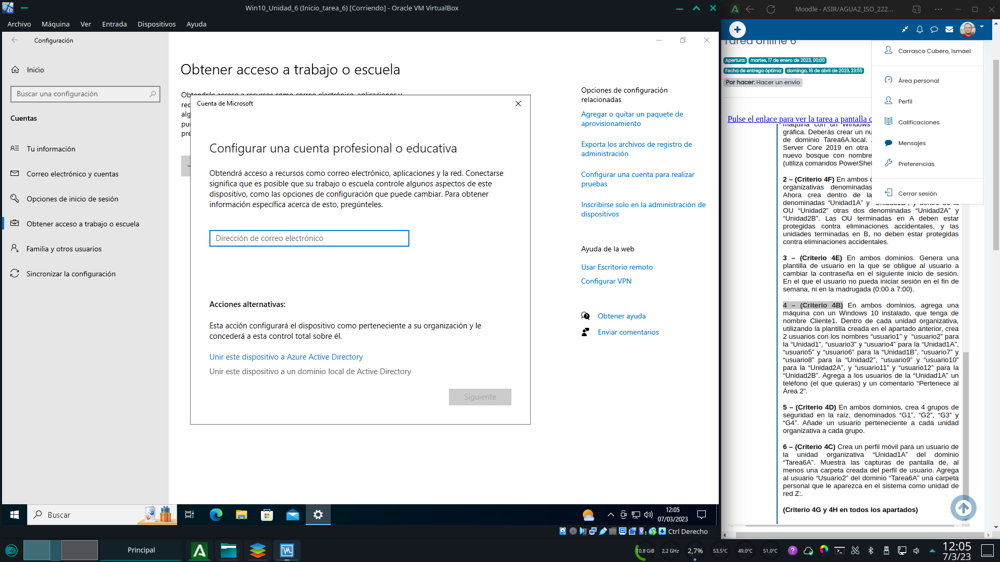 Win10_Unidad_6 (Inicio_tarea_6) [Corriendo] - Oracle VM VirtualBox
Archivo Máquina Ver Entrada Dispositivos Ayuda
Configuración
Inicio
Buscar una configuración
Cuentas
Tu información
Correo electrónico y cuentas
Opciones de inicio de sesión
Obtener acceso a trabajo o escuela
Familia y otros usuarios
Sincronizar la configuración
Obtener acceso a trabajo o escuela
Obtendrás acceso a recursos como correo electrónico, aplicaciones y
Cuenta de Microsoft
Configurar una cuenta profesional o educativa
Obtendrá acceso a recursos como correo electrónico, aplicaciones y la red. Conectarse
significa que es posible que su trabajo o escuela controle algunos aspectos de este
dispositivo, como las opciones de configuración que puede cambiar. Para obtener
información específica acerca de esto, pregúnteles.
Dirección de correo electrónico
Acciones alternativas:
Esta acción configurará el dispositivo como perteneciente a su organización y le
concederá a esta control total sobre él.
Unir este dispositivo a Azure Active Directory
Unir este dispositivo a un dominio local de Active Directory
Siguiente
Opciones de configuración
relacionadas
Agregar o quitar un paquete de
aprovisionamiento
Exporta los archivos de registro de
administración
Configurar una cuenta para realizar
pruebas
Inscribirse solo en la administración de
dispositivos
Ayuda de la web
Usar Escritorio remoto
Configurar VPN
Obtener ayuda
Enviar comentarios
Buscar
12:05
07/03/2023
Ctrl Derecho
Moodle - ASIR/AGUA2_ISO_222...
Tarea online 6
Apertura: martes, 17 de enero de 2023, 00:00
Fecha de entrega óptima: domingo, 16 de abril de 2023, 23:55
Por hacer: Hacer un envío
Carrasco Cubero, Ismael
Área personal
Perfil
Calificaciones
Mensajes
Preferencias
Cerrar sesión
Pulse el enlace para ver la tarea a pantalla c
máquina con un Windows
gráfica. Deberás crear un nu
de dominio Tarea6A.local.
Server Core 2019 en otra
nuevo bosque con nombre
(utiliza comandos PowerShel
2 – (Criterio 4F) En ambos d
organizativas denominadas
Ahora crea dentro de la
denominadas “Unidad1A” y “Unidad1B”, y dentro de la
OU “Unidad2” otras dos denominadas “Unidad2A” y
“Unidad2B”. Las OU terminadas en A deben estar
protegidas contra eliminaciones accidentales, y las
unidades terminadas en B, no deben estar protegidas
contra eliminaciones accidentales.
3 – (Criterio 4E) En ambos dominios. Genera una
plantilla de usuario en la que se obligue al usuario a
cambiar la contraseña en el siguiente inicio de sesión.
En el que el usuario no pueda iniciar sesión en el fin de
semana, ni en la madrugada (0:00 a 7:00).
4 – (Criterio 4B) En ambos dominios, agrega una
máquina con un Windows 10 instalado, que tenga de
nombre Cliente1. Dentro de cada unidad organizativa,
utilizando la plantilla creada en el apartado anterior, crea
2 usuarios con los nombres “usuario1” y “usuario2” para
la “Unidad1”, “usuario3” y “usuario4” para la “Unidad1A”,
“usuario5” y “usuario6” para la “Unidad1B”, “usuario7” y
“usuario8” para la “Unidad2”, “usuario9” y “usuario10”
para la “Unidad2A”, y “usuario11” y “usuario12” para la
“Unidad2B”. Agrega a los usuarios de la “Unidad1A” un
teléfono (el que quieras) y un comentario “Pertenece al
Área 2”.
5 – (Criterio 4D) En ambos dominios, crea 4 grupos de
seguridad en la raíz, denominados “G1”, “G2”, “G3” y
“G4”. Añade un usuario perteneciente a cada unidad
organizativa a cada grupo.
6 – (Criterio 4C) Crea un perfil móvil para un usuario de
la unidad organizativa “Unidad1A” del dominio
“Tarea6A”. Muestra las capturas de pantalla de, al
menos una carpeta creada del perfil de usuario. Agrega
al usuario “Usuario2” del dominio “Tarea6A” una carpeta
personal que le aparezca en el sistema como unidad de
red Z:.
(Criterio 4G y 4H en todos los apartados)
Principal
10,8 GiB 2,2 GHz 2,7% 53,5°C 49,0°C 51,0°C
12:05
7/3/23